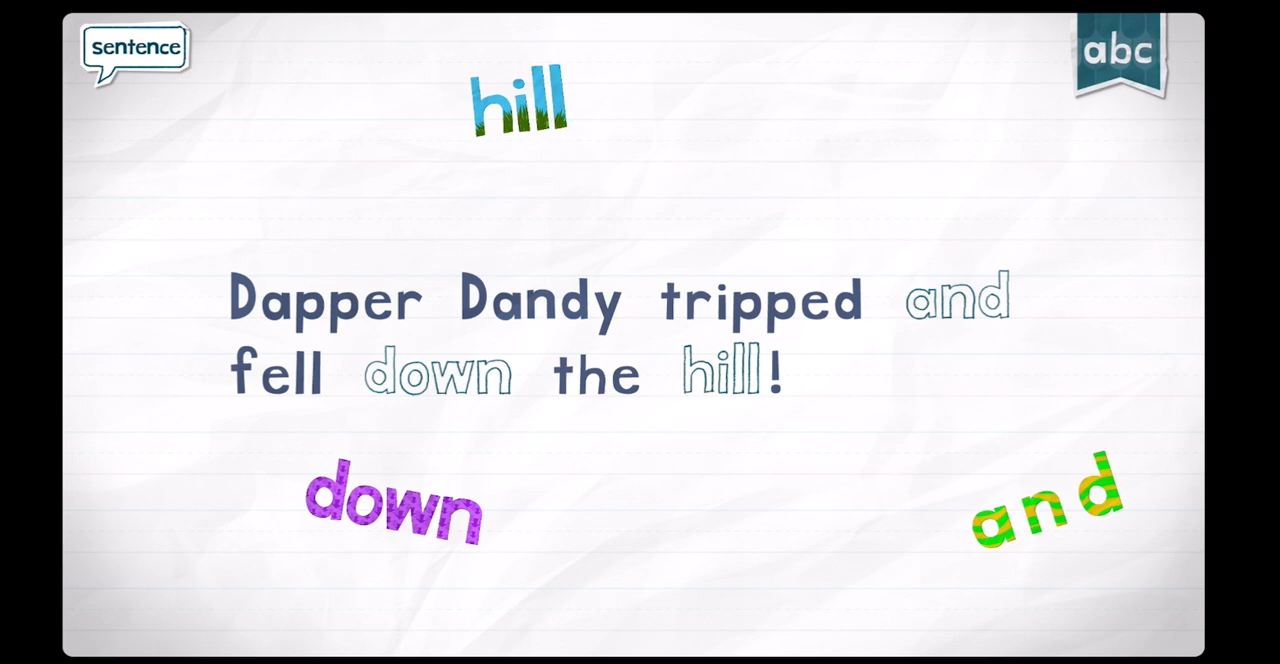 sentence
abc
hill
Dapper Dandy tripped and
fell down the hill!
down
and